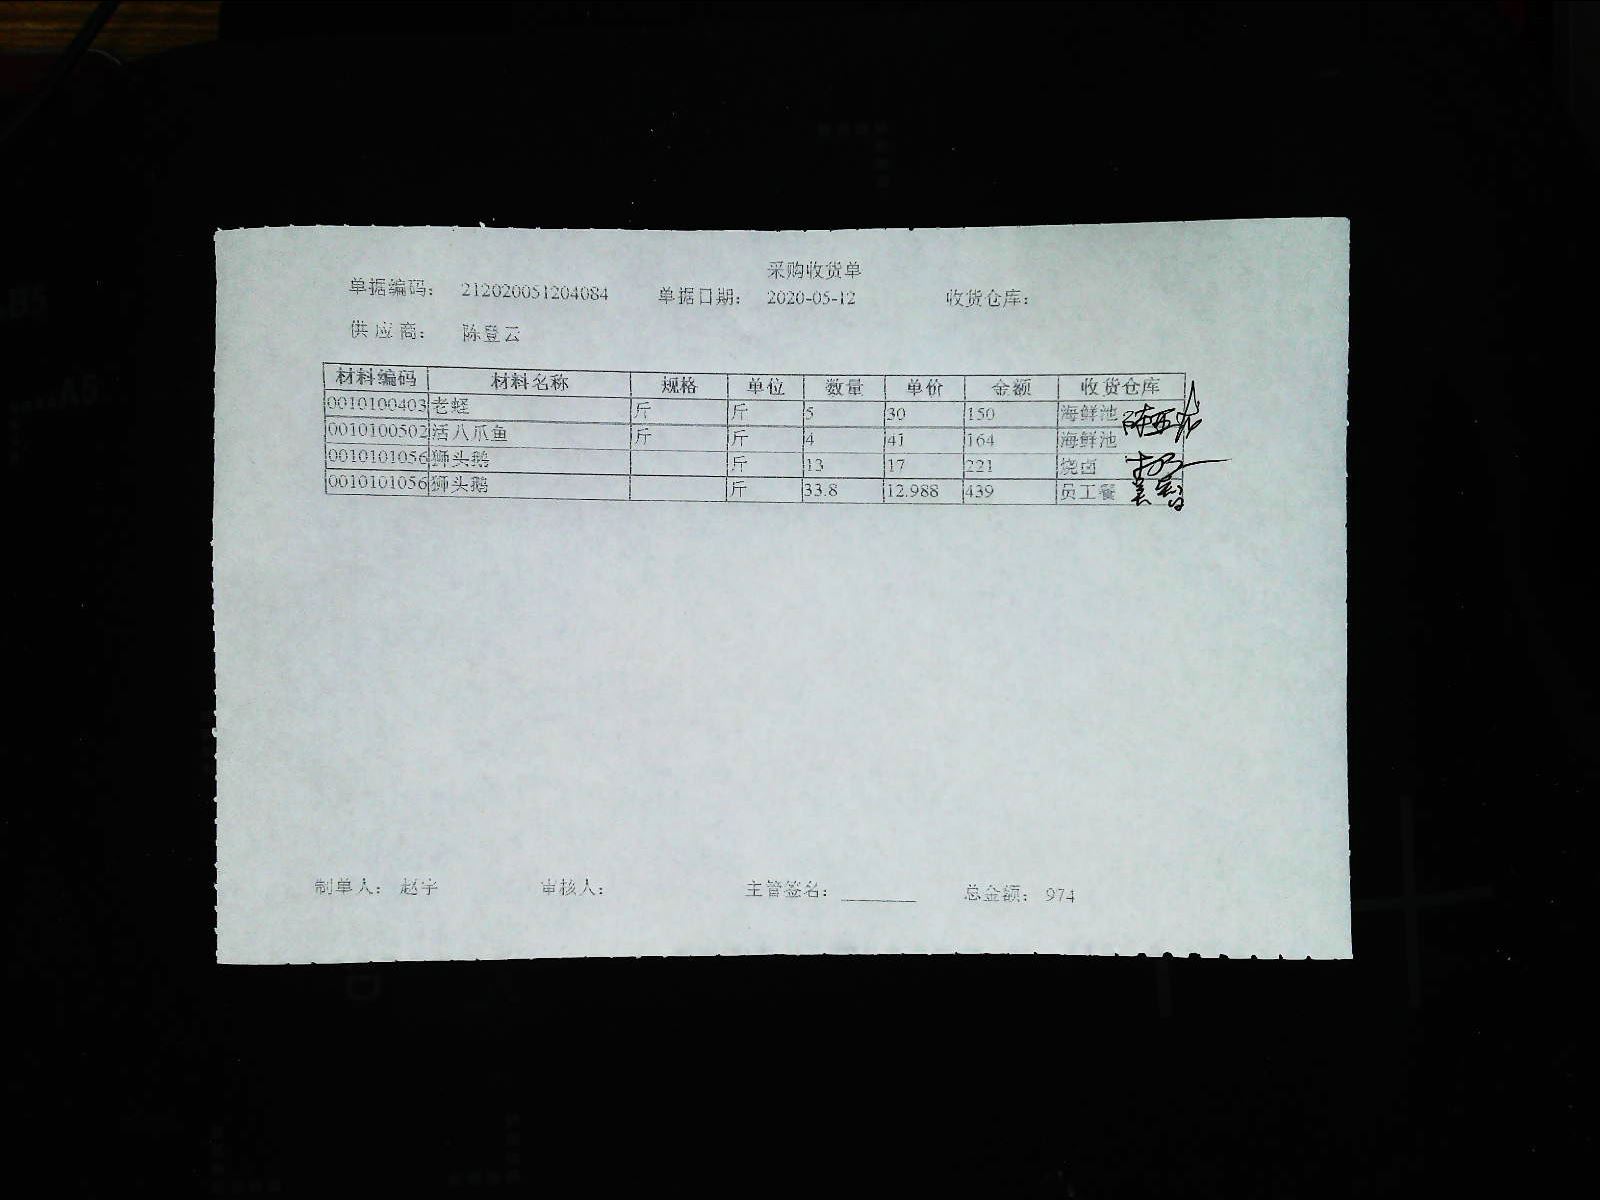 采购收货单
单据编码： 212020051204084 单据日期： 2020-05-12 收货仓库：
供应商： 陈登云
材料编码 材料名称 规格 单位 数量 单价 金额 收货仓库
0010100403 老蛏 斤 斤 5 30 150 海鲜池
0010100502 活八爪鱼 斤 斤 4 41 164 海鲜池
0010101056 狮头鹅 斤 13 17 221 烧卤
0010101056 狮头鹅 斤 33.8 12.988 439 员工餐
制单人： 赵宇 审核人： 主管签名： 总金额： 974